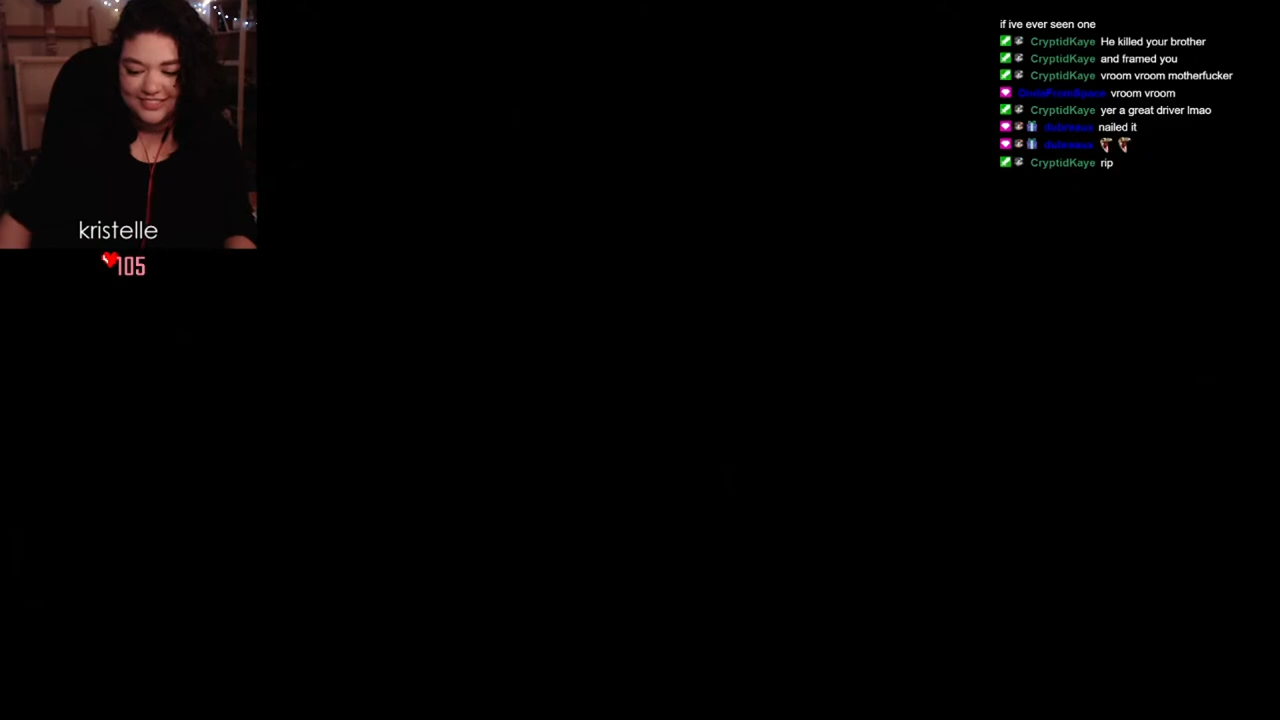 if ive ever seen one
CryptidKaye He killed your brother
CryptidKaye and framed you
CryptidKaye vroom vroom motherfucker
vroom vroom
CryptidKaye yer a great driver lmao
nailed it
CryptidKaye rip
kristelle
105